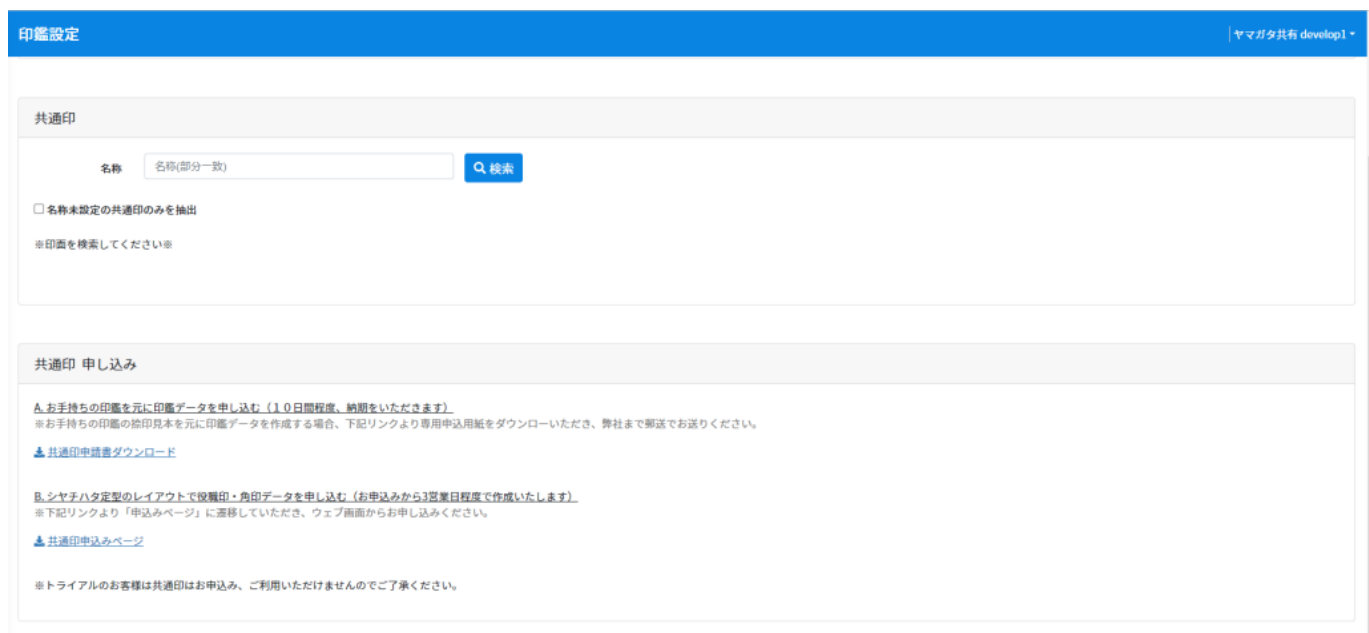 印鑑設定
ヤマガタ共有 develop1
共通印
名称
名称(部分一致)
検索
名称未設定の共通印のみを抽出
※印面を検索してください※
共通印 申し込み
A. お手持ちの印鑑を元に印鑑データを申し込む（１０日間程度、納期をいただきます）
※お手持ちの印鑑の捺印見本を元に印鑑データを作成する場合、下記リンクより専用申込用紙をダウンローいただき、弊社まで郵送でお送りください。
共通印申請書ダウンロード
B. シヤチハタ定型のレイアウトで役職印・角印データを申し込む（お申込みから3営業日程度で作成いたします）
※下記リンクより「申込みページ」に遷移していただき、ウェブ画面からお申し込みください。
共通印申込みページ
※トライアルのお客様は共通印はお申込み、ご利用いただけませんのでご了承ください。